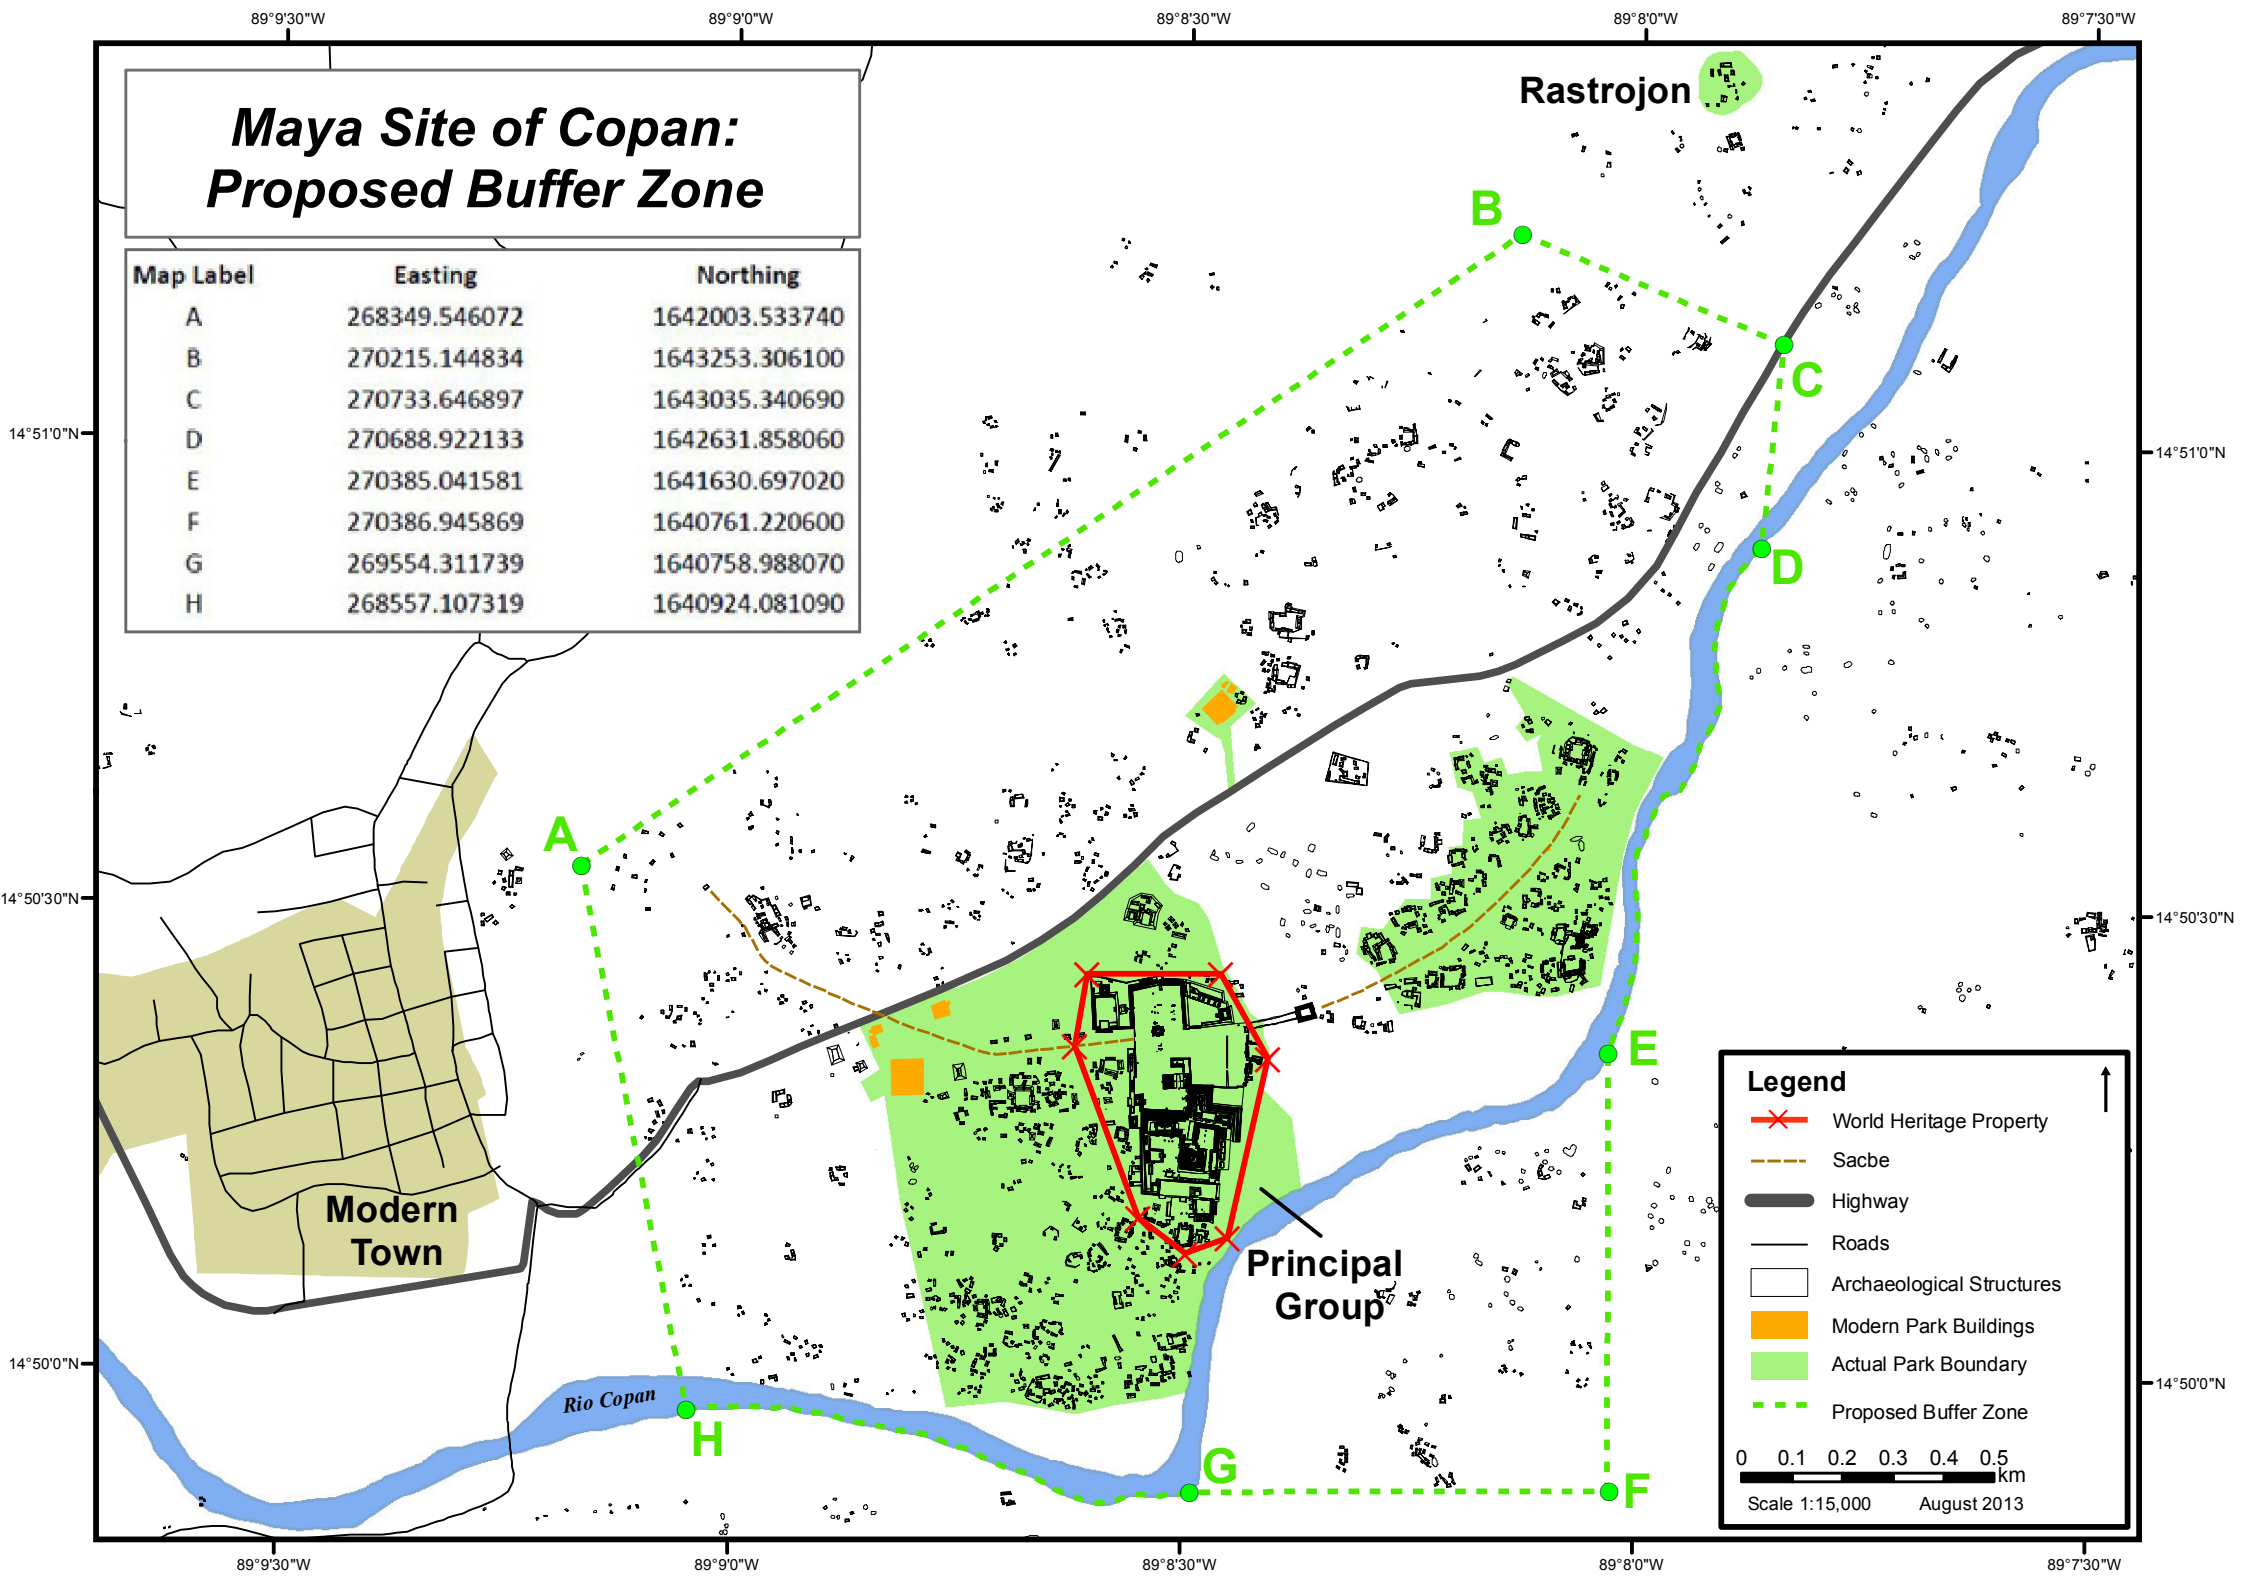 89°9'30"W 89°9'0"W 89°8'30"W 89°8'0"W 89°7'30"W
Maya Site of Copan:
Proposed Buffer Zone
Map Label Easting Northing
A 268349.546072 1642003.533740
B 270215.144834 1643253.306100
C 270733.646897 1643035.340690
D 270688.922133 1642631.858060
E 270385.041581 1641630.697020
F 270386.945869 1640761.220600
G 269554.311739 1640758.988070
H 268557.107319 1640924.081090
Rastrojon
B
C
14°51'0"N
14°51'0"N
D
A
14°50'30"N
14°50'30"N
E
Modern
Town
Principal
Group
14°50'0"N
14°50'0"N
Rio Copan
H
G
F
Legend
World Heritage Property
Sacbe
Highway
Roads
Archaeological Structures
Modern Park Buildings
Actual Park Boundary
Proposed Buffer Zone
0 0.1 0.2 0.3 0.4 0.5
km
Scale 1:15,000 August 2013
89°9'30"W 89°9'0"W 89°8'30"W 89°8'0"W 89°7'30"W